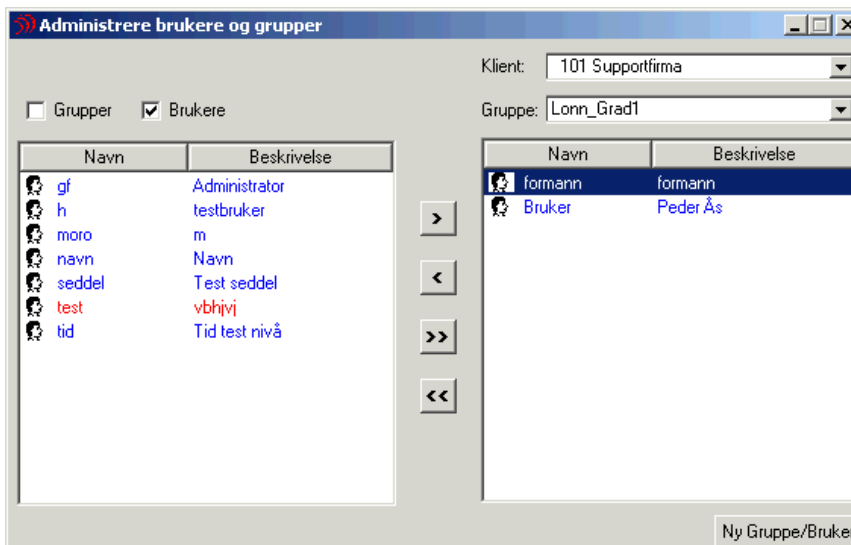 Administrere brukere og grupper
Klient: 101 Supportfirma
Grupper Brukere Gruppe: Lonn_Grad1
Navn Beskrivelse Navn Beskrivelse
gf Administrator formann formann
h testbruker Bruker Peder Ås
moro m
navn Navn
seddel Test seddel
test vbhjvj
tid Tid test nivå
>
<
>>
<<
Ny Gruppe/Bruker